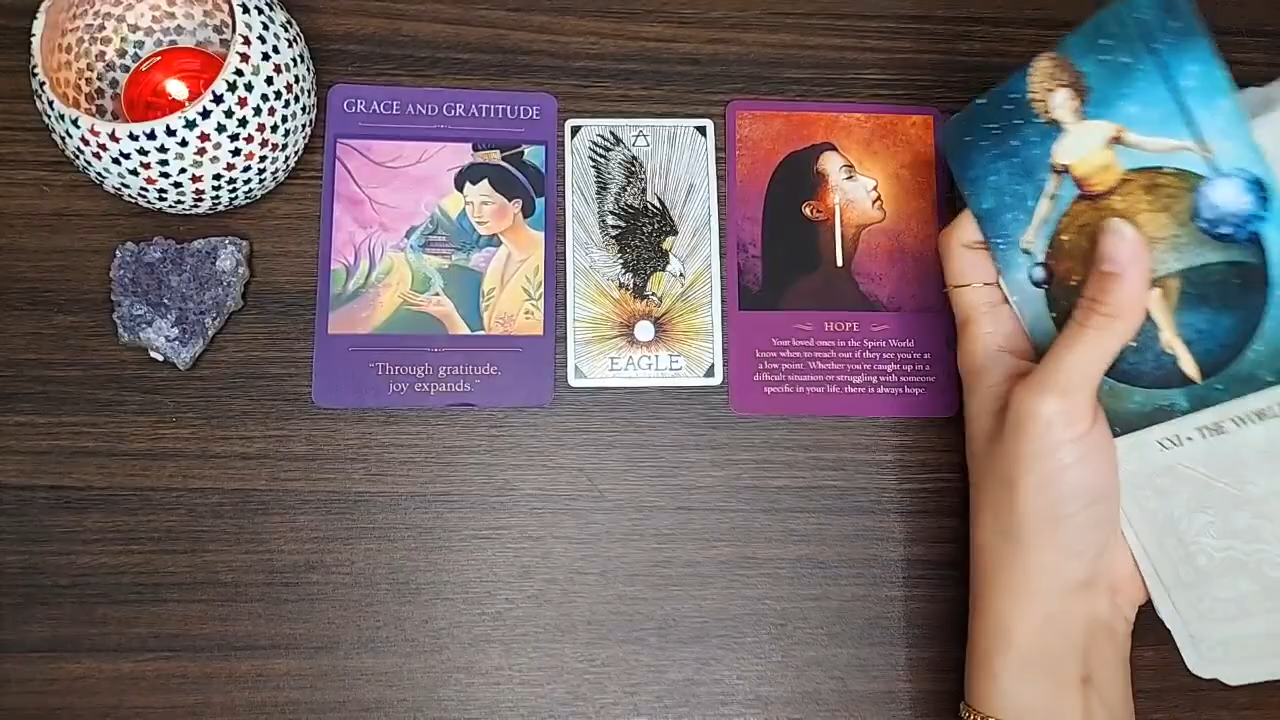 GRACE AND GRATITUDE
"Through gratitude,
joy expands."
EAGLE
HOPE
Your loved ones in the Spirit World
know when to reach out if they see you're at
a low point. Whether you're caught up in a
difficult situation or struggling with someone
specific in your life, there is always hope.
XXI • THE WORL